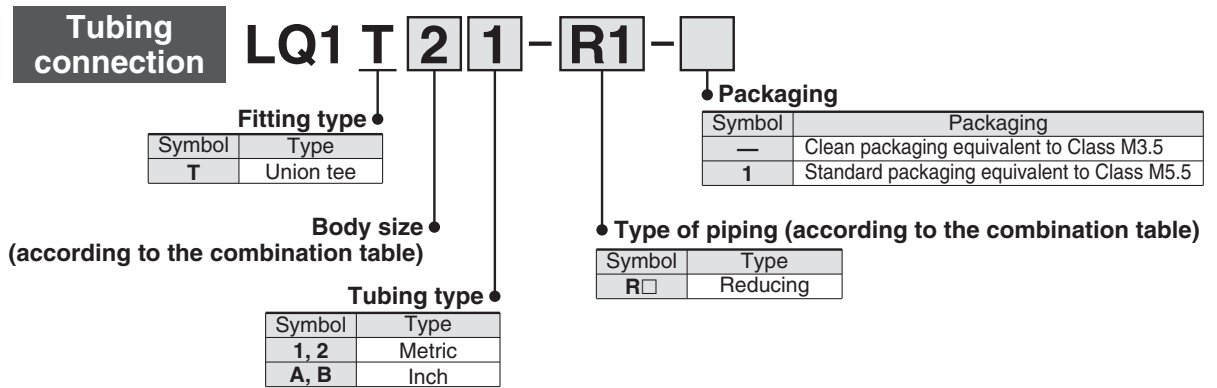 Tubing
connection
LQ1 T 2 1 – R1 –
Packaging
Symbol Packaging
— Clean packaging equivalent to Class M3.5
1 Standard packaging equivalent to Class M5.5
Fitting type
Symbol Type
T Union tee
Body size
(according to the combination table)
Type of piping (according to the combination table)
Symbol Type
R□ Reducing
Tubing type
Symbol Type
1, 2 Metric
A, B Inch